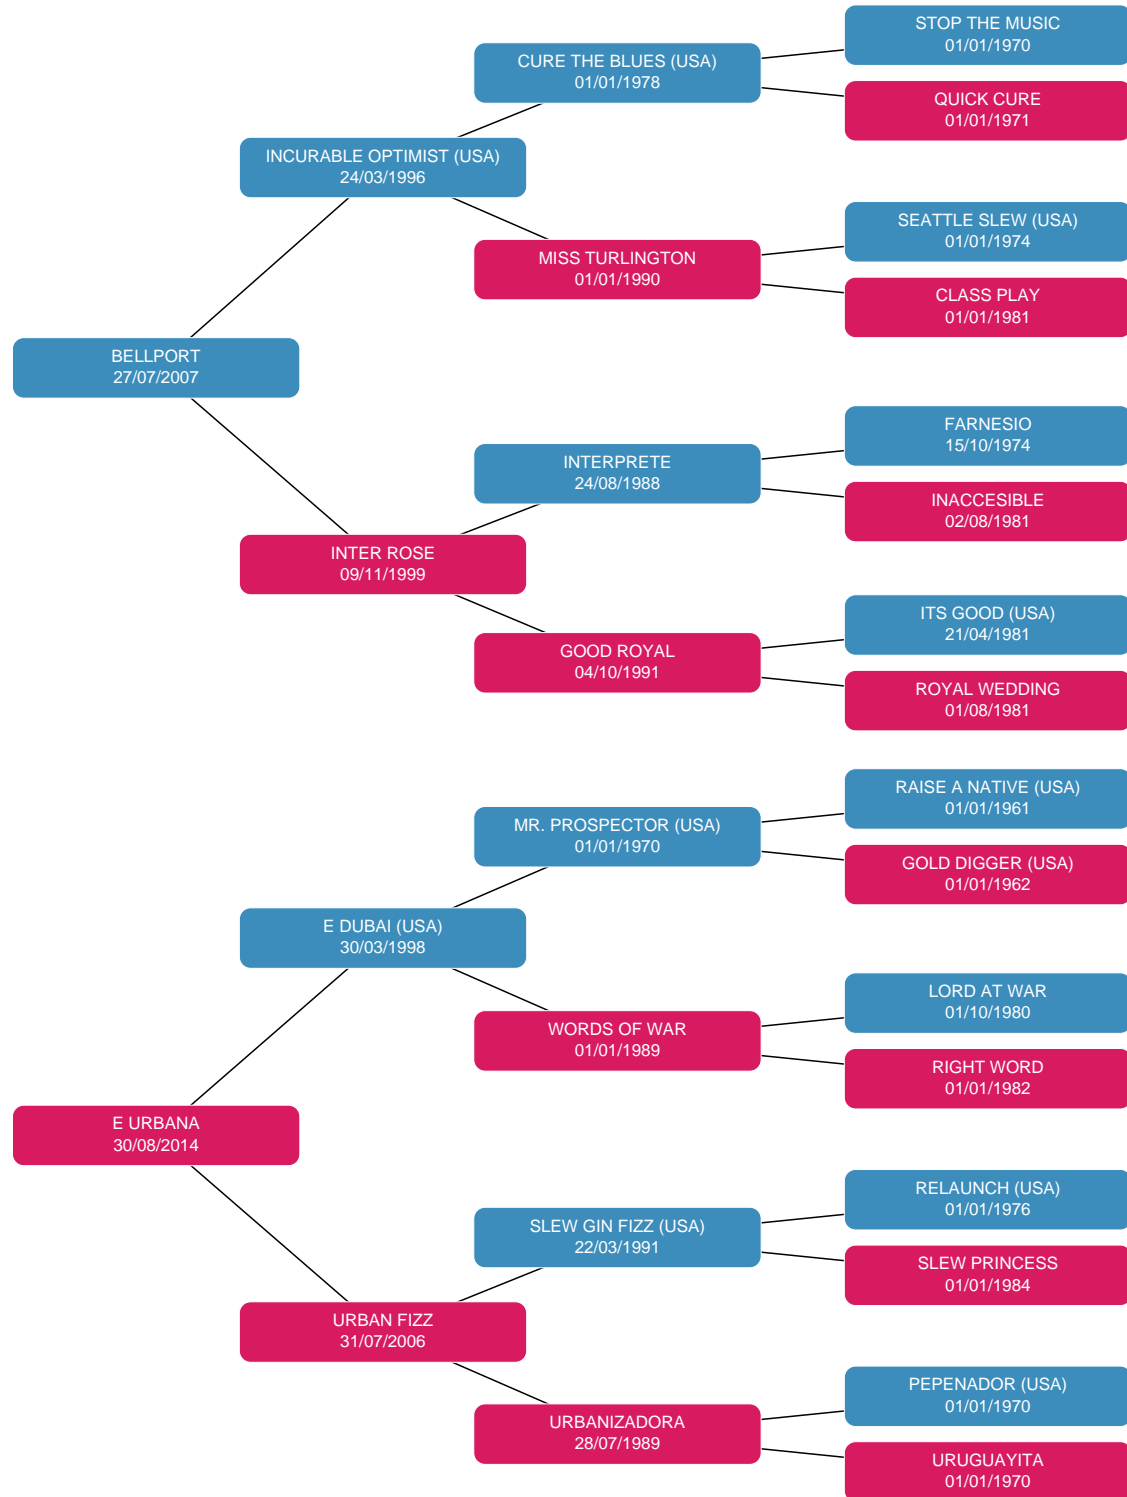 STOP THE MUSIC
01/01/1970
CURE THE BLUES (USA)
01/01/1978
QUICK CURE
01/01/1971
INCURABLE OPTIMIST (USA)
24/03/1996
SEATTLE SLEW (USA)
01/01/1974
MISS TURLINGTON
01/01/1990
CLASS PLAY
01/01/1981
BELLPORT
27/07/2007
FARNESIO
15/10/1974
INTERPRETE
24/08/1988
INACCESIBLE
02/08/1981
INTER ROSE
09/11/1999
ITS GOOD (USA)
21/04/1981
GOOD ROYAL
04/10/1991
ROYAL WEDDING
01/08/1981
RAISE A NATIVE (USA)
01/01/1961
MR. PROSPECTOR (USA)
01/01/1970
GOLD DIGGER (USA)
01/01/1962
E DUBAI (USA)
30/03/1998
LORD AT WAR
01/10/1980
WORDS OF WAR
01/01/1989
RIGHT WORD
01/01/1982
E URBANA
30/08/2014
RELAUNCH (USA)
01/01/1976
SLEW GIN FIZZ (USA)
22/03/1991
SLEW PRINCESS
01/01/1984
URBAN FIZZ
31/07/2006
PEPENADOR (USA)
01/01/1970
URBANIZADORA
28/07/1989
URUGUAYITA
01/01/1970